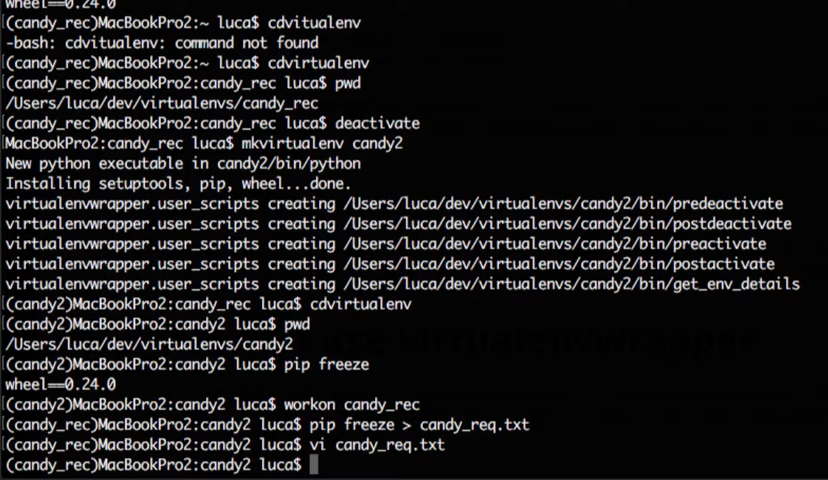 wheel==0.24.0
(candy_rec)MacBookPro2:~ luca$ cdvitualenv
-bash: cdvitualenv: command not found
(candy_rec)MacBookPro2:~ luca$ cdvirtualenv
(candy_rec)MacBookPro2:candy_rec luca$ pwd
/Users/luca/dev/virtualenvs/candy_rec
(candy_rec)MacBookPro2:candy_rec luca$ deactivate
MacBookPro2:candy_rec luca$ mkvirtualenv candy2
New python executable in candy2/bin/python
Installing setuptools, pip, wheel...done.
virtualenvwrapper.user_scripts creating /Users/luca/dev/virtualenvs/candy2/bin/predeactivate
virtualenvwrapper.user_scripts creating /Users/luca/dev/virtualenvs/candy2/bin/postdeactivate
virtualenvwrapper.user_scripts creating /Users/luca/dev/virtualenvs/candy2/bin/preactivate
virtualenvwrapper.user_scripts creating /Users/luca/dev/virtualenvs/candy2/bin/postactivate
virtualenvwrapper.user_scripts creating /Users/luca/dev/virtualenvs/candy2/bin/get_env_details
(candy2)MacBookPro2:candy_rec luca$ cdvirtualenv
(candy2)MacBookPro2:candy2 luca$ pwd
/Users/luca/dev/virtualenvs/candy2
use virtualenvwrapper
(candy2)MacBookPro2:candy2 luca$ pip freeze
wheel==0.24.0
(candy2)MacBookPro2:candy2 luca$ workon candy_rec
(candy_rec)MacBookPro2:candy2 luca$ pip freeze > candy_req.txt
(candy_rec)MacBookPro2:candy2 luca$ vi candy_req.txt
(candy_rec)MacBookPro2:candy2 luca$